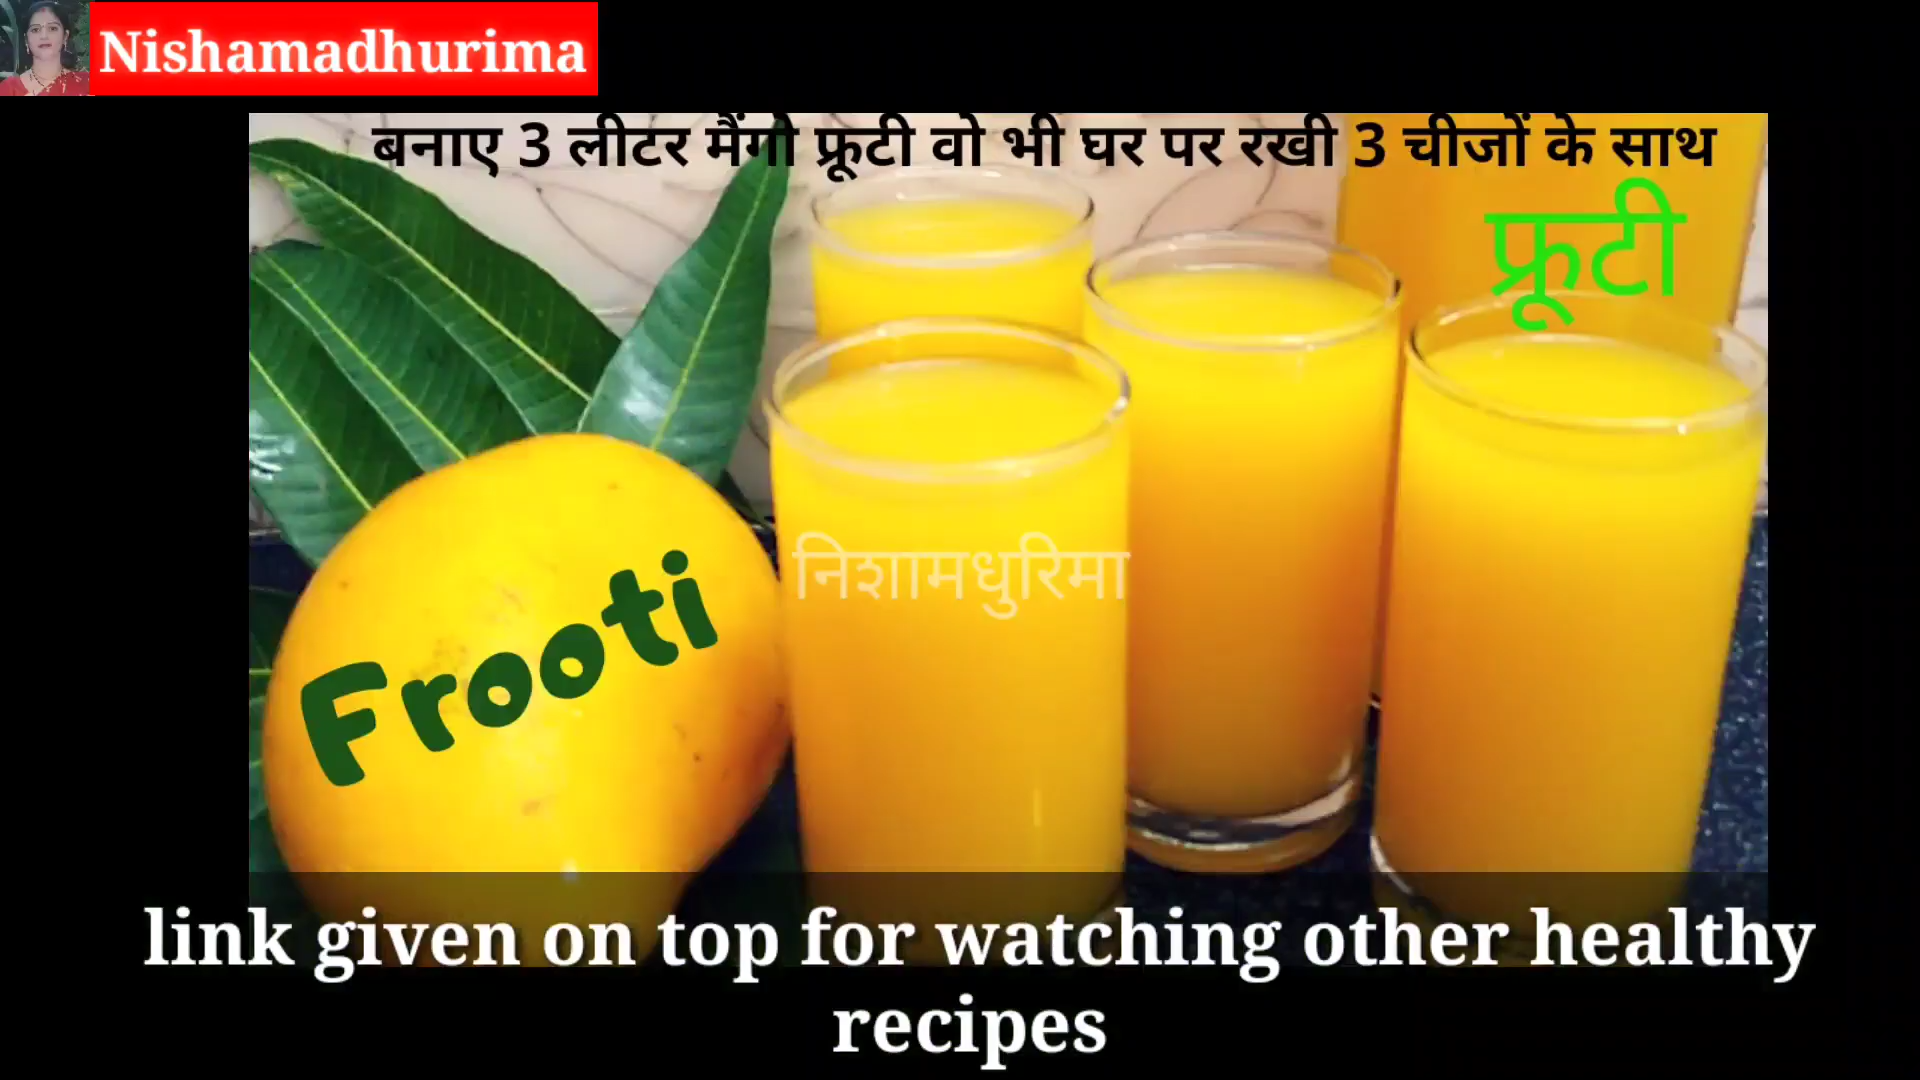 Nishamadhurima
बनाए 3 लीटर मैंगो फ्रूटी वो भी घर पर रखी 3 चीजों के साथ
फ्रूटी
निशामधुरिमा
Frooti
link given on top for watching other healthy
recipes